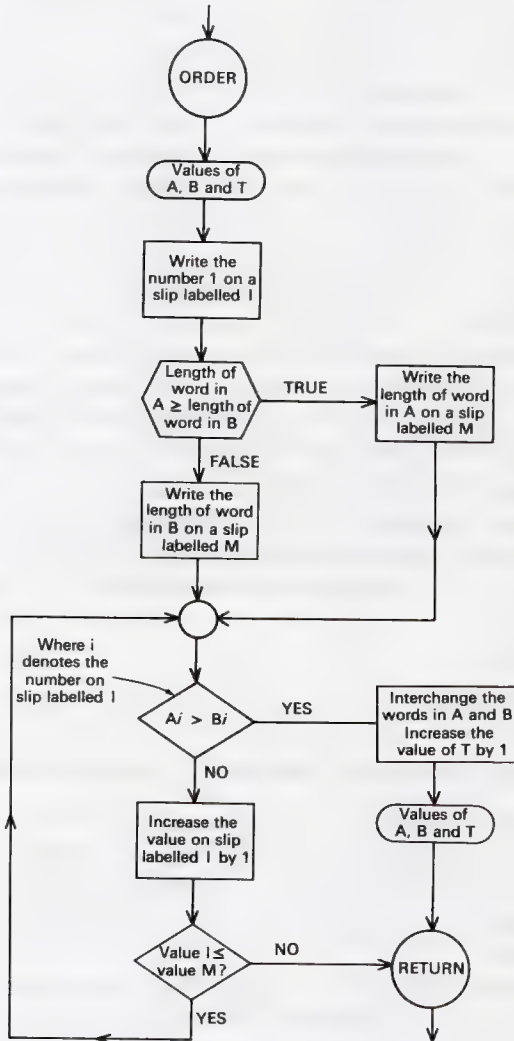 ORDER
Values of
A, B and T
Write the
number 1 on a
slip labelled I
Length of
word in
A ≥ length of
word in B
TRUE
Write the
length of word
in A on a slip
labelled M
FALSE
Write the
length of word
in B on a slip
labelled M
Where i
denotes the
number on
slip labelled I
Ai > Bi
YES
Interchange the
words in A and B
Increase the
value of T by 1
NO
Increase the
value on slip
labelled I by 1
Values of
A, B and T
Value I ≤
value M?
NO
RETURN
YES